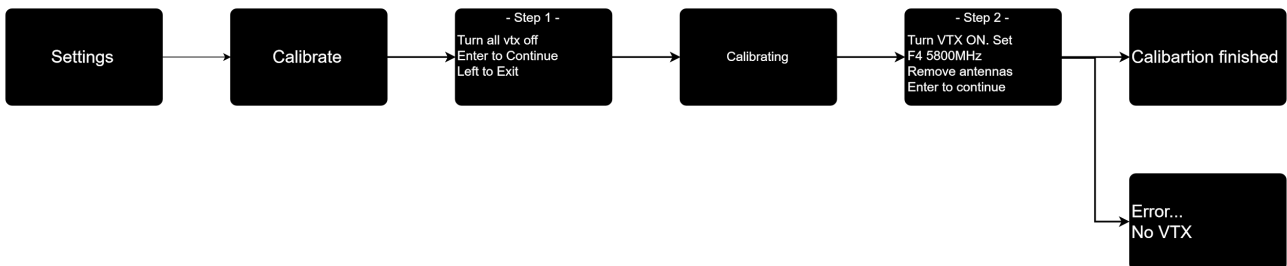 Settings
Calibrate
- Step 1 -
Turn all vtx off
Enter to Continue
Left to Exit
Calibrating
- Step 2 -
Turn VTX ON. Set
F4 5800MHz
Remove antennas
Enter to continue
Calibartion finished
Error...
No VTX